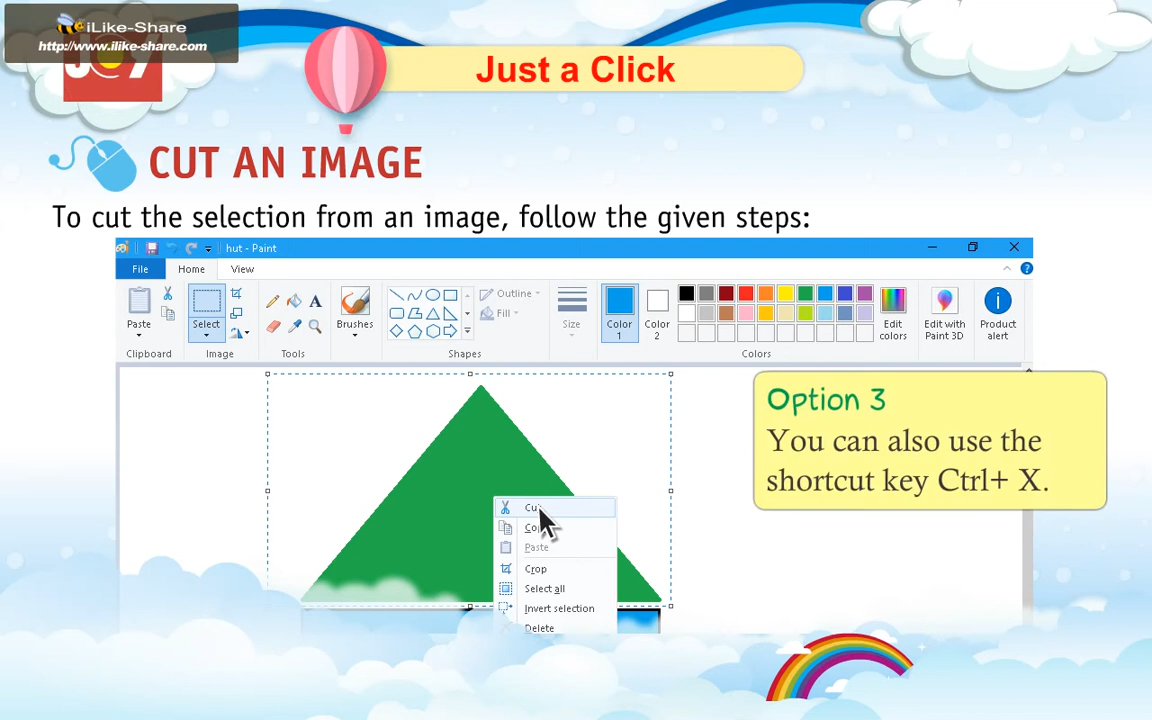 iLike-Share
http://www.ilike-share.com
Just a Click
CUT AN IMAGE
To cut the selection from an image, follow the given steps:
hut - Paint
File Home View
Paste
Select
Brushes
Outline
Fill
Size
Color 1
Color 2
Edit colors
Edit with Paint 3D
Product alert
Clipboard Image Tools Shapes Colors
Option 3
You can also use the
shortcut key Ctrl+ X.
Paste
Crop
Select all
Invert selection
Delete